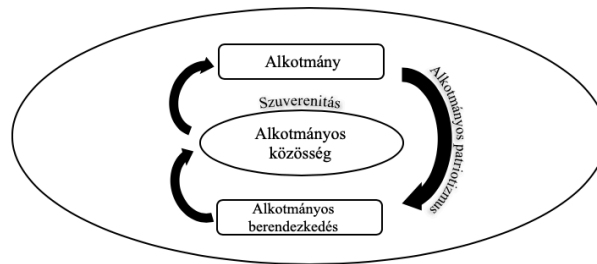 Alkotmány
Szuverenitás
Alkotmányos
közösség
Alkotmányos patriotizmus
Alkotmányos
berendezkedés